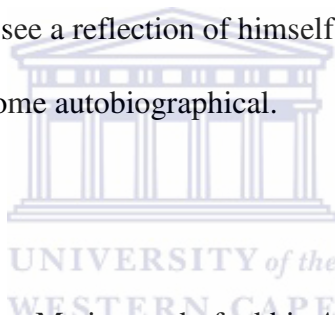 see a reflection of himself
ome autobiographical.
UNIVERSITY of the
WESTERN CAPE